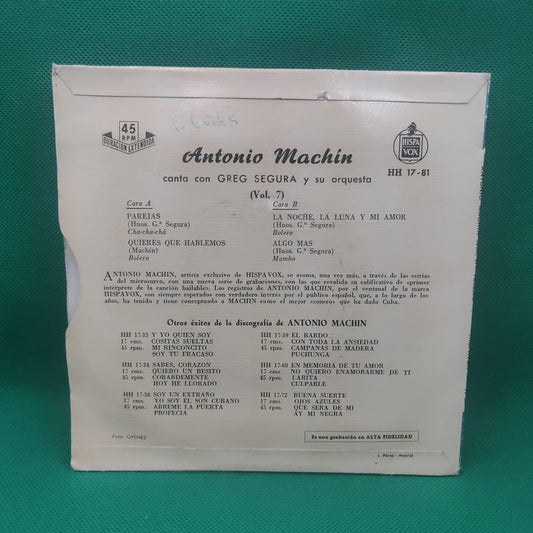 45
RPM
DURACION EXTENDIDA
Antonio Machín
canta con GREG SEGURA y su orquesta
(Vol. 7)
HISPA
VOX
HH 17-81
Cara A
PAREJAS
(Hnos. G.ª Segura)
Cha-cha-chá
QUIERES QUE HABLEMOS
(Machín)
Bolero
Cara B
LA NOCHE, LA LUNA Y MI AMOR
(Hnos. G.ª Segura)
Bolero
ALGO MAS
(Hnos. G.ª Segura)
Mambo
ANTONIO MACHIN, artista exclusivo de HISPAVOX, se asoma, una vez más, a través de las estrías
del microsurco, con una nueva serie de grabaciones, con las que revalida su calificativo de «primer
intérprete de la canción bailable». Los registros de ANTONIO MACHIN, por el ventanal de la marca
HISPAVOX, son siempre esperados con verdadero interés por el público español, que, a lo largo de los
años, ha tenido y tiene conceptuado a MACHIN como el mejor sionero que ha dado Cuba.
Otros éxitos de la discografía de ANTONIO MACHIN
HH 17-33 Y YO QUIEN SOY
17 cms. COSITAS SUELTAS
45 rpm. MI RINCONCITO
SOY TU FRACASO
HH 17-34 SABES, CORAZON
17 cms. QUIERO UN BESITO
45 rpm. COBARDEMENTE
HOY HE LLORADO
HH 17-38 SOY UN EXTRAÑO
17 cms. YO SOY EL SON CUBANO
45 rpm. ABREME LA PUERTA
PROFECIA
HH 17-39 EL BARDO
17 cms. CON TODA LA ANSIEDAD
45 rpm. CAMPANAS DE MADERA
PUCHUNGA
HH 17-60 EN MEMORIA DE TU AMOR
17 cms. NO QUIERO ENAMORARME DE TI
45 rpm. LARITA
CULPABLE
HH 17-72 BUENA SUERTE
17 cms. OJOS AZULES
45 rpm. QUE SERA DE MI
AY MI NEGRA
Foto: GYENES
Es una grabación en ALTA FIDELIDAD
Madrid